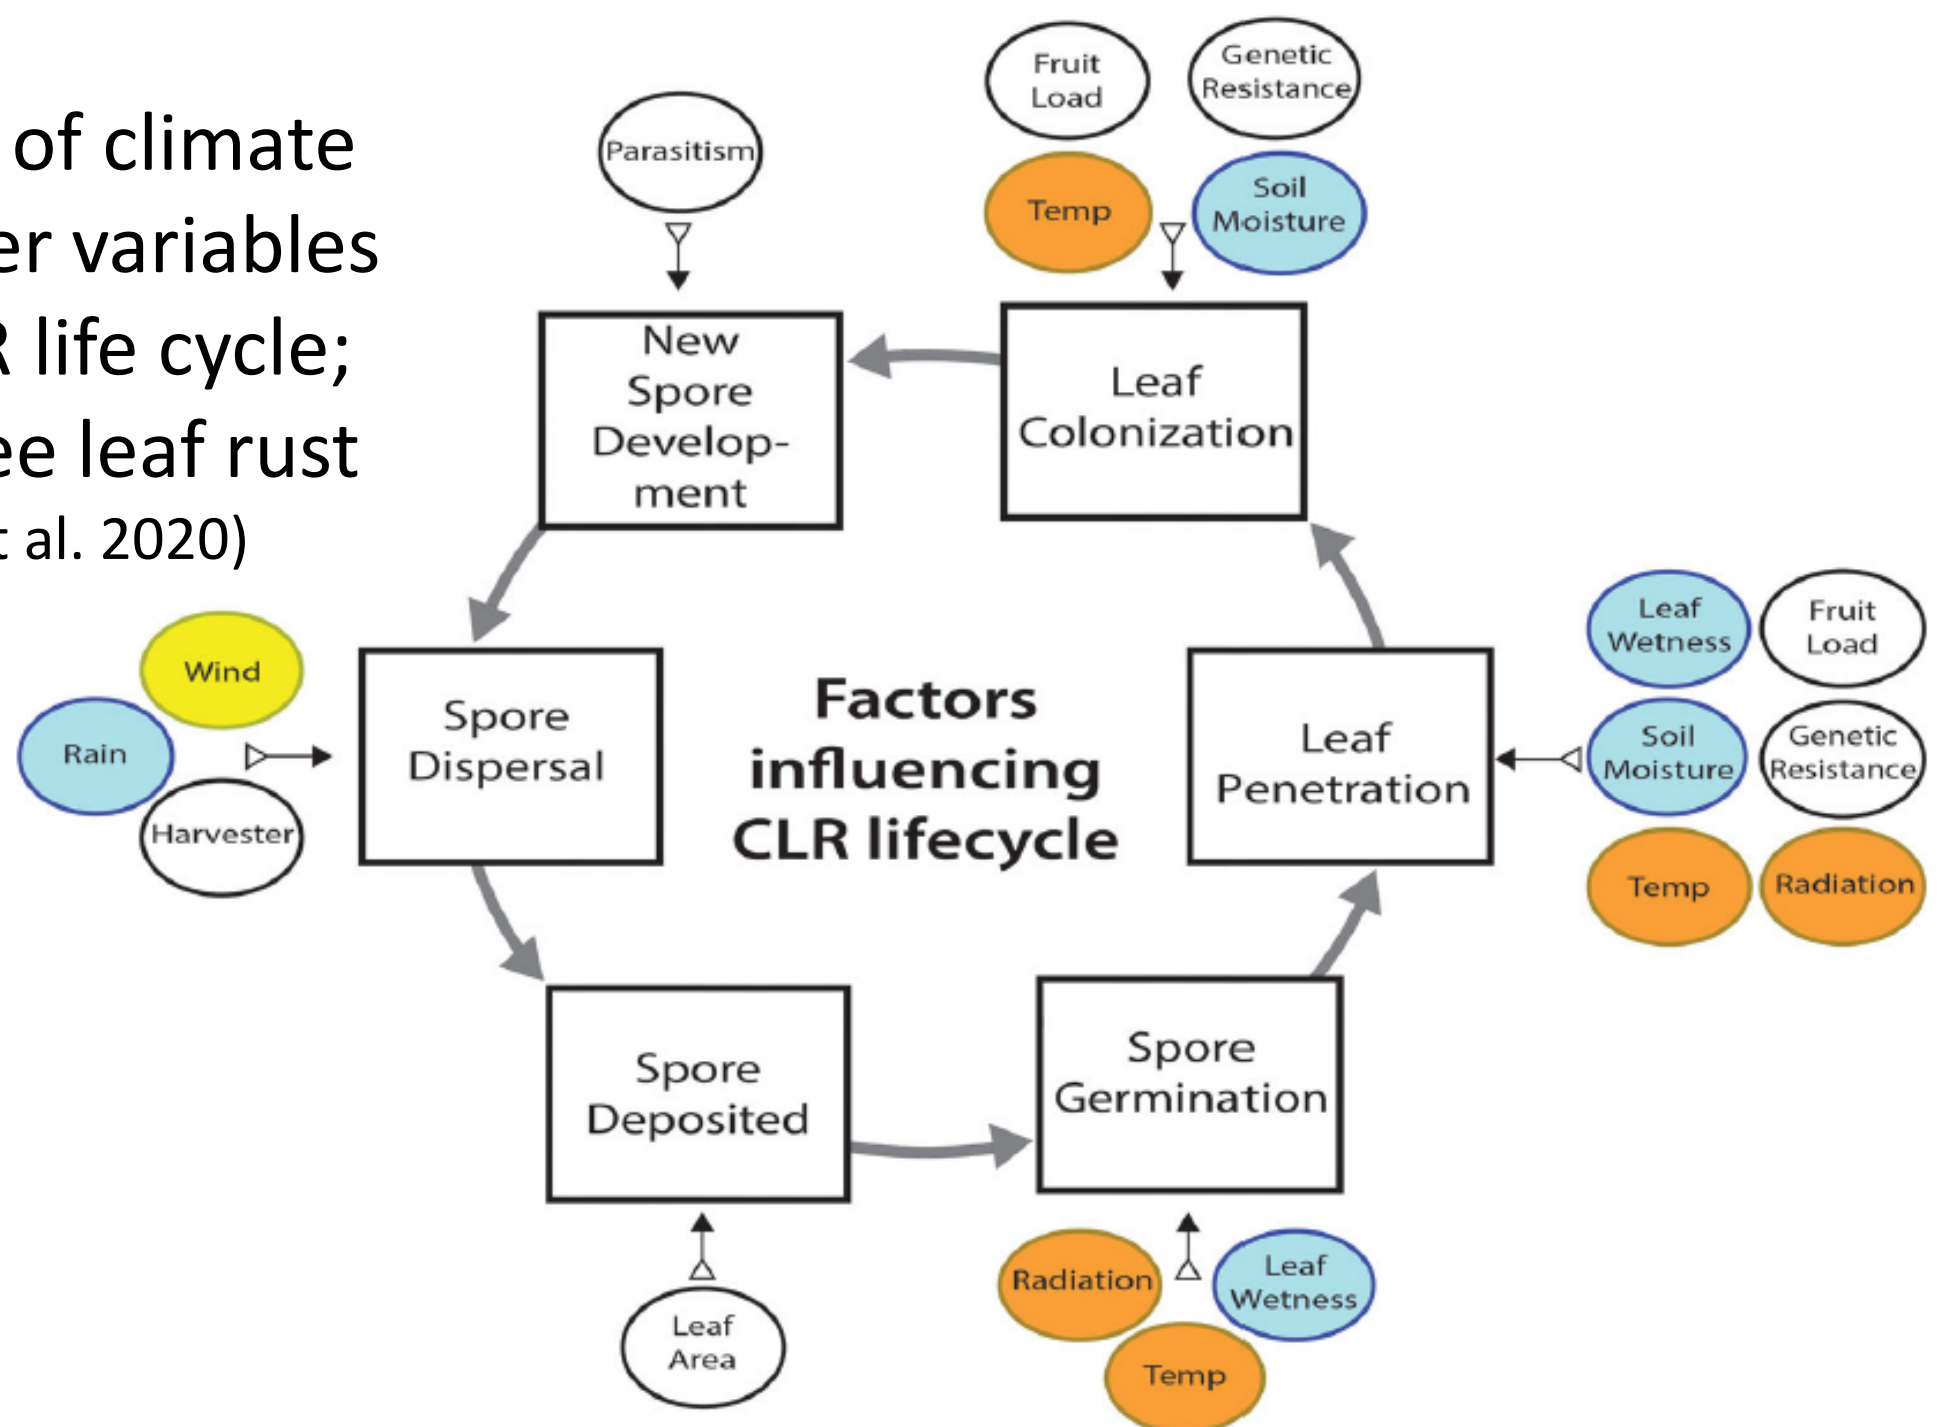 of climate
er variables
R life cycle;
ee leaf rust
t al. 2020)
Parasitism
Fruit
Load
Genetic
Resistance
Temp
Soil
Moisture
New
Spore
Develop-
ment
Leaf
Colonization
Wind
Rain
Harvester
Spore
Dispersal
Factors
influencing
CLR lifecycle
Leaf
Penetration
Leaf
Wetness
Fruit
Load
Soil
Moisture
Genetic
Resistance
Temp
Radiation
Spore
Deposited
Spore
Germination
Leaf
Area
Radiation
Leaf
Wetness
Temp